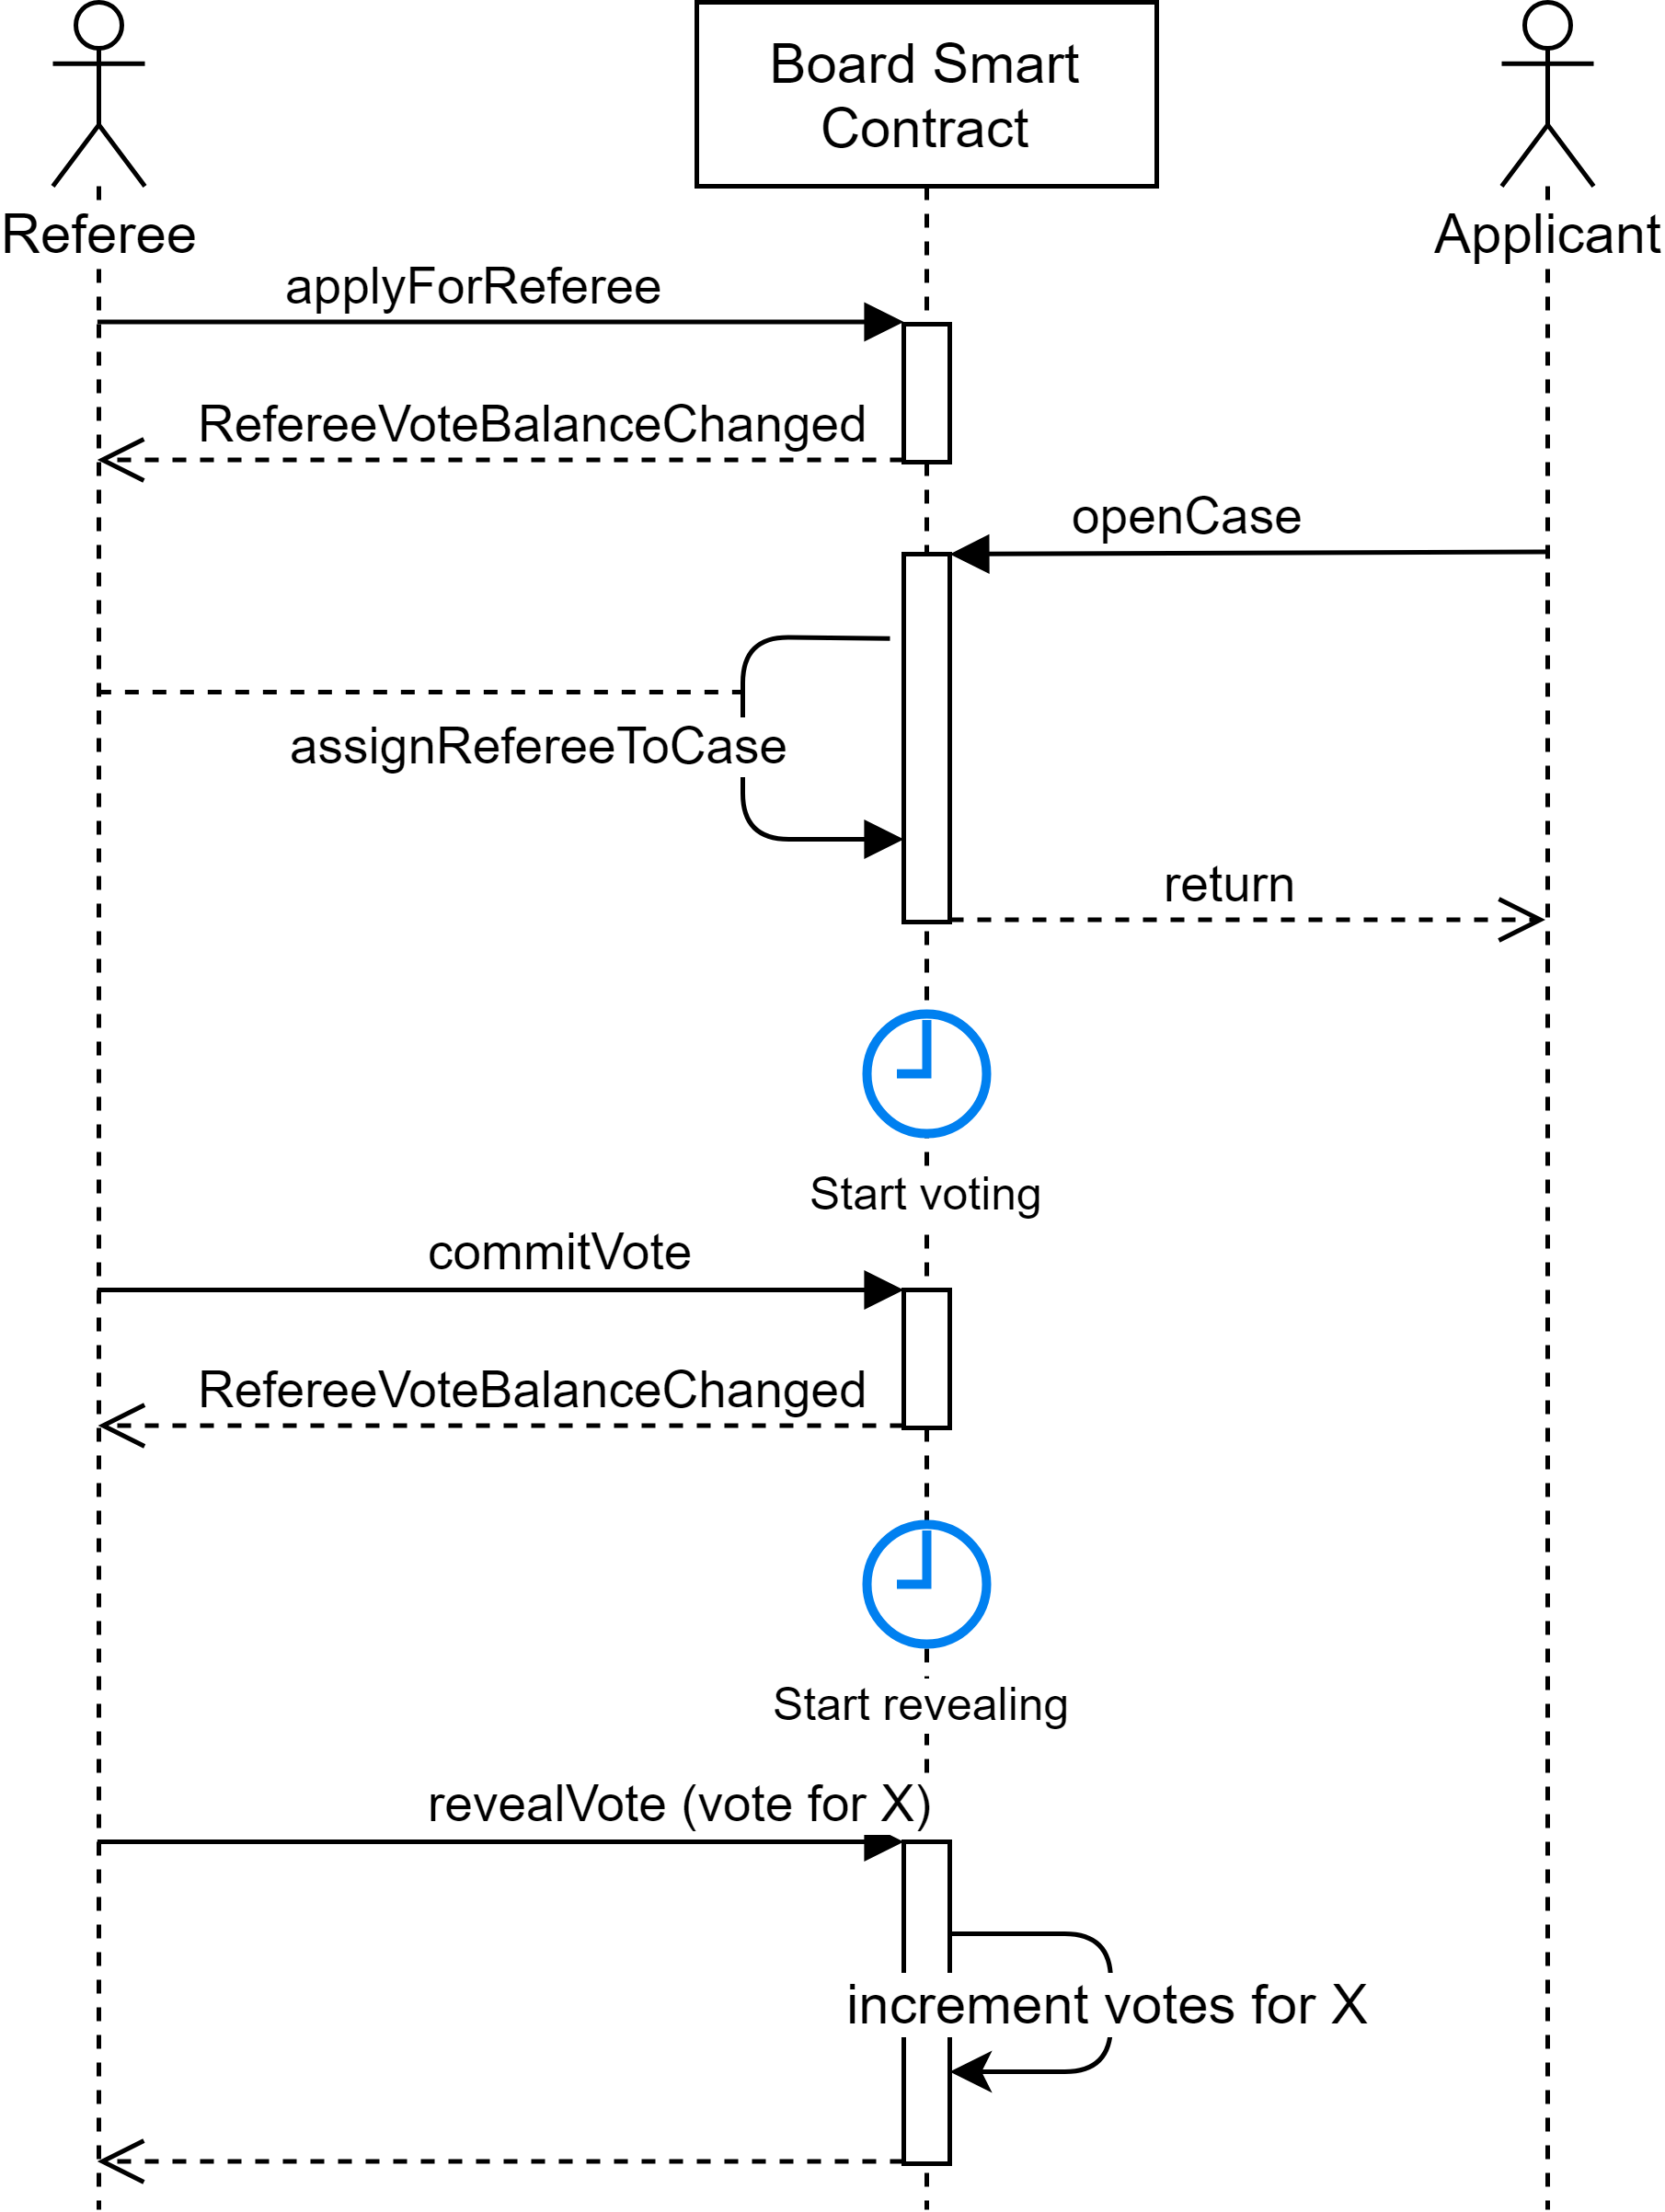 Board Smart
Contract
Referee
Applicant
applyForReferee
RefereeVoteBalanceChanged
openCase
assignRefereeToCase
return
Start voting
commitVote
RefereeVoteBalanceChanged
Start revealing
revealVote (vote for X)
increment votes for X